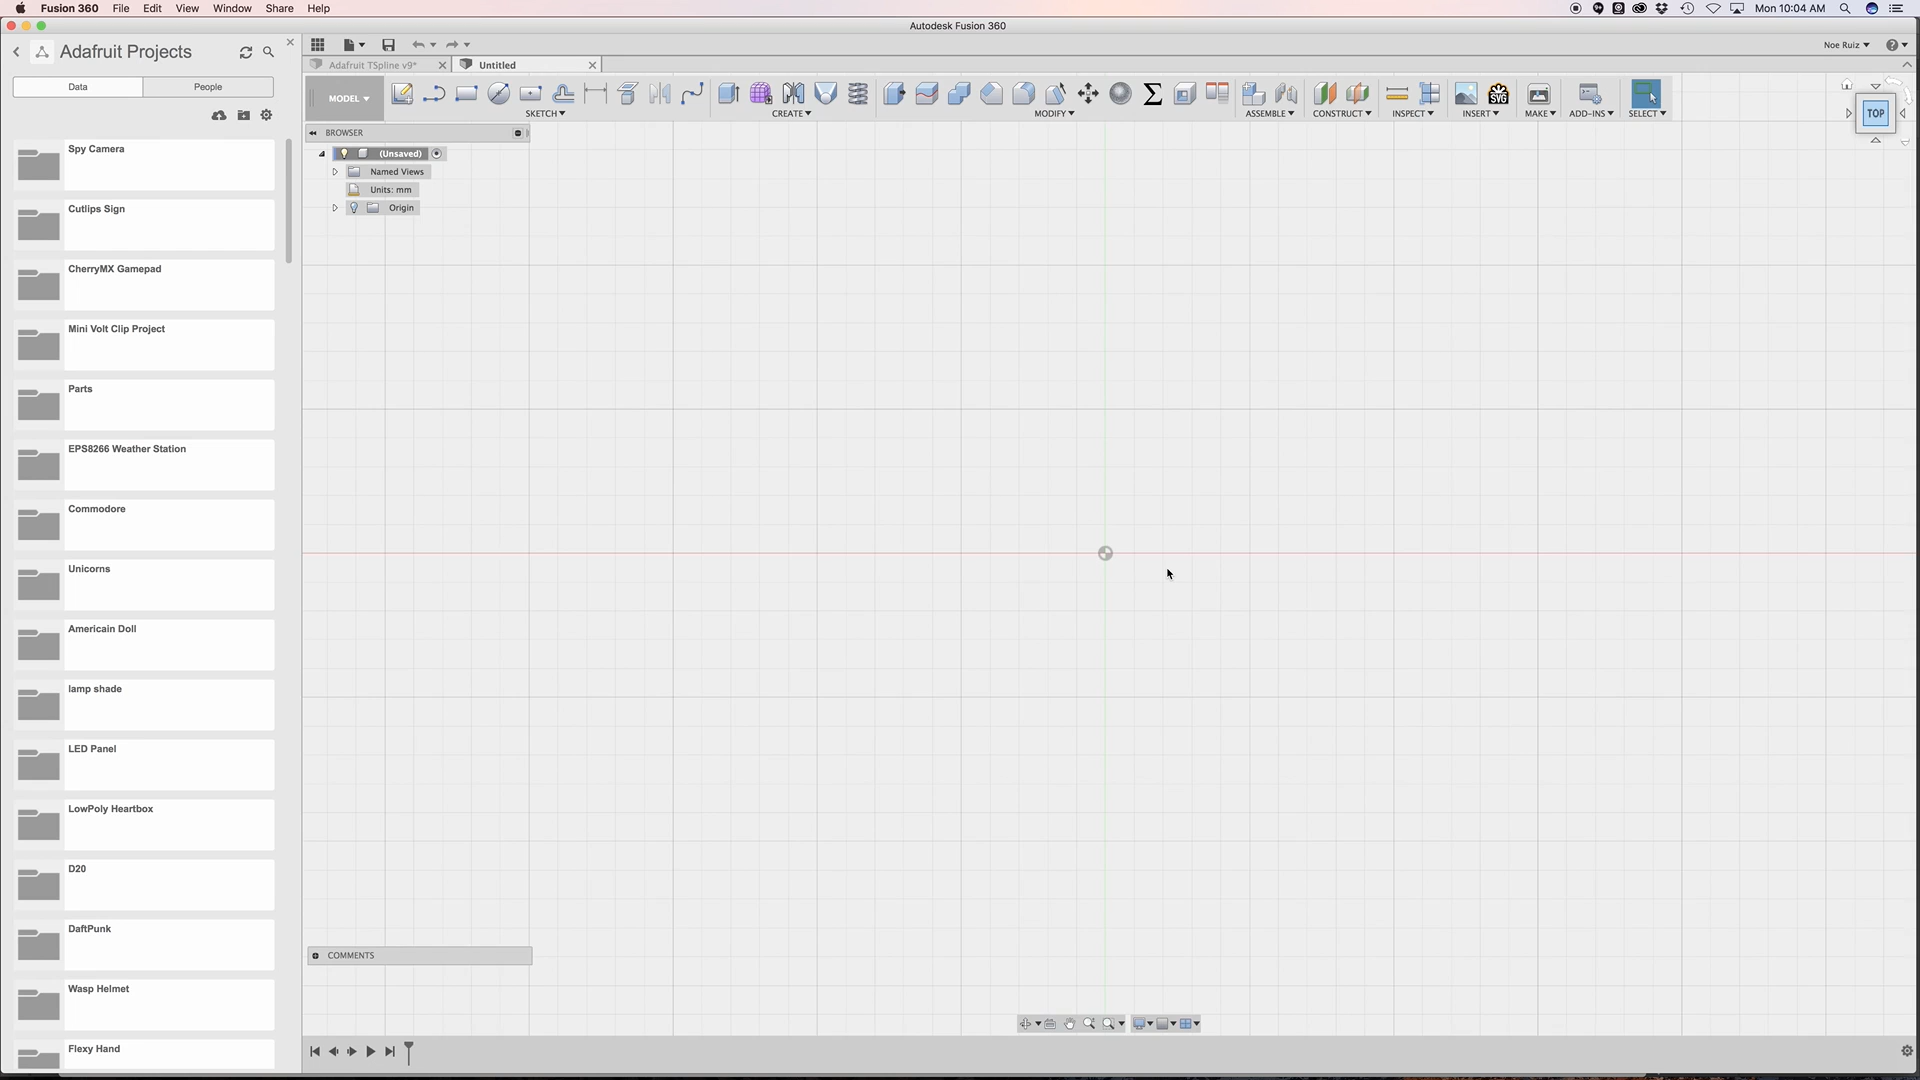 Fusion 360 File Edit View Window Share Help Mon 10:04 AM
Autodesk Fusion 360
Adafruit Projects
Noe Ruiz
Adafruit TSpline v9* Untitled
Data People
MODEL SKETCH CREATE MODIFY ASSEMBLE CONSTRUCT INSPECT INSERT MAKE ADD-INS SELECT
SVG
TOP
BROWSER
(Unsaved)
Named Views
Units: mm
Origin
Spy Camera
Cutlips Sign
CherryMX Gamepad
Mini Volt Clip Project
Parts
EPS8266 Weather Station
Commodore
Unicorns
Americain Doll
lamp shade
LED Panel
LowPoly Heartbox
D20
DaftPunk
Wasp Helmet
Flexy Hand
COMMENTS